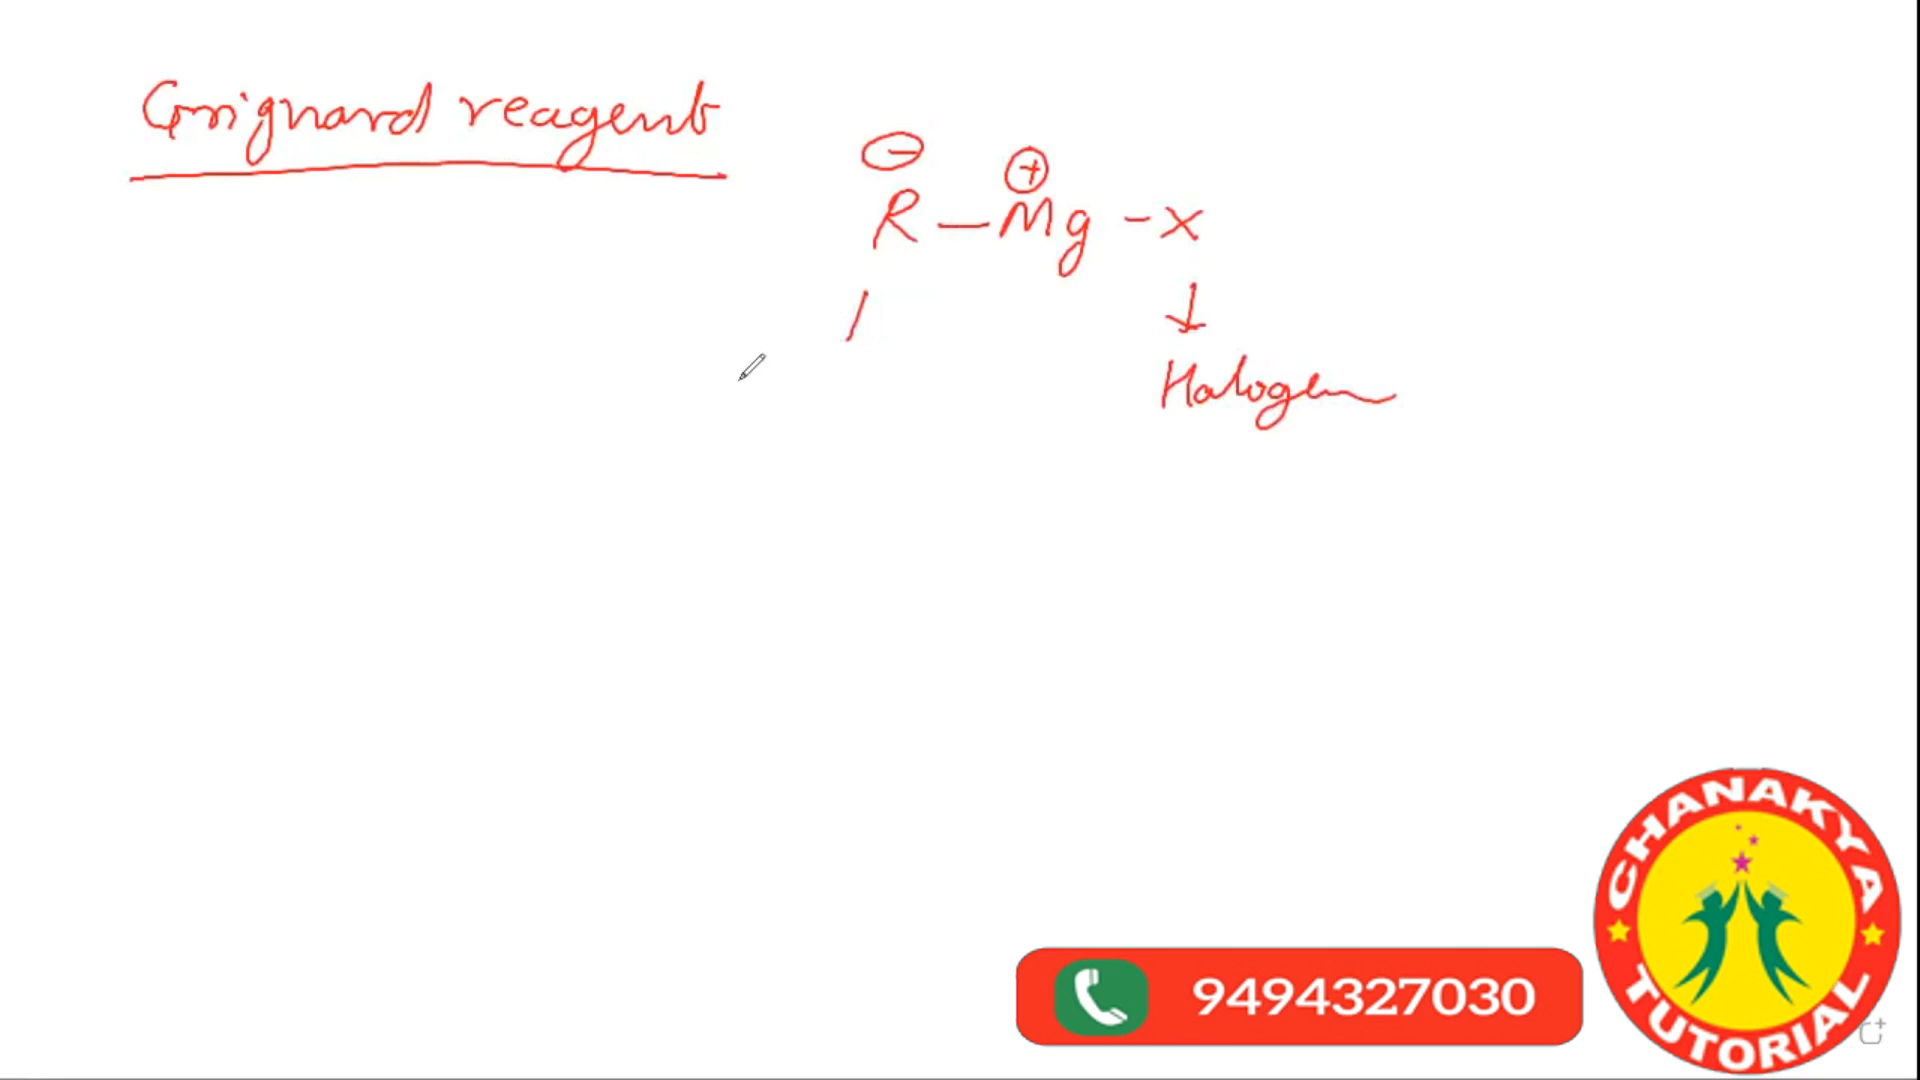 Grignard reagent
⊖ ⊕
R — Mg - X
↓
Halogen
9494327030
CHANAKYA
TUTORIAL